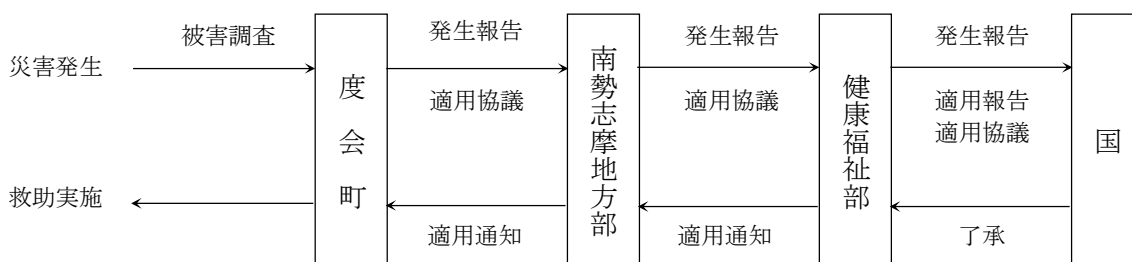 災害発生
被害調査
度会町
発生報告
適用協議
南勢志摩地方部
発生報告
適用協議
健康福祉部
発生報告
適用報告
適用協議
国
救助実施
適用通知
適用通知
了承